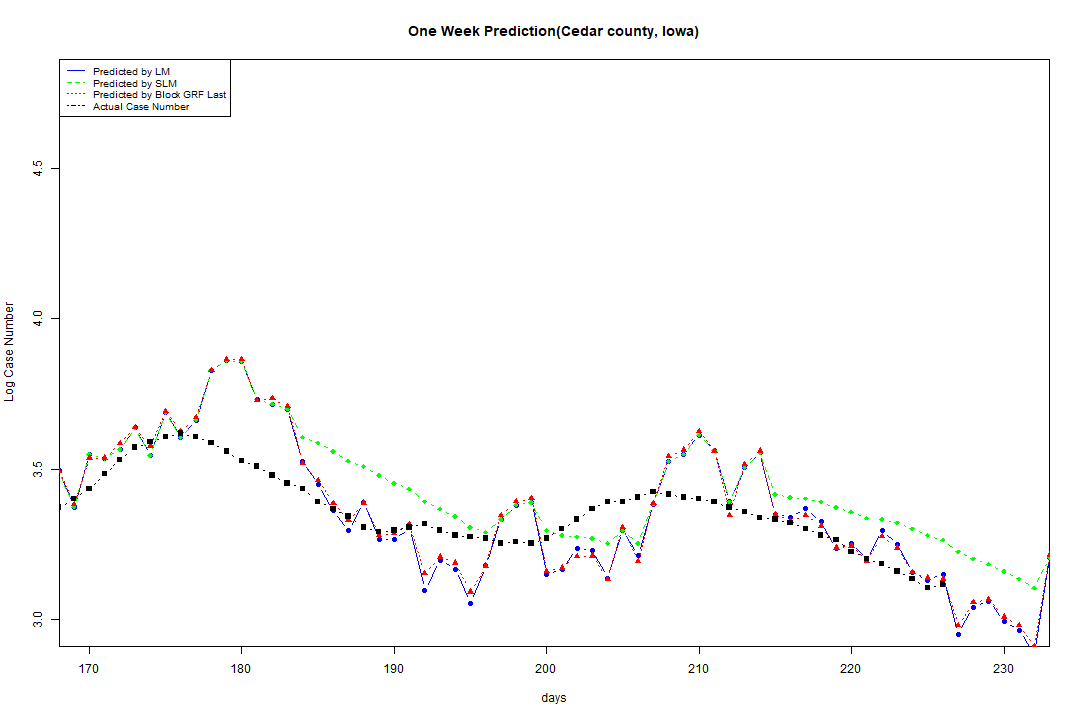 One Week Prediction(Cedar county, Iowa)
Predicted by LM
Predicted by SLM
Predicted by Block GRF Last
Actual Case Number
4.5
4.0
3.5
3.0
Log Case Number
170 180 190 200 210 220 230
days